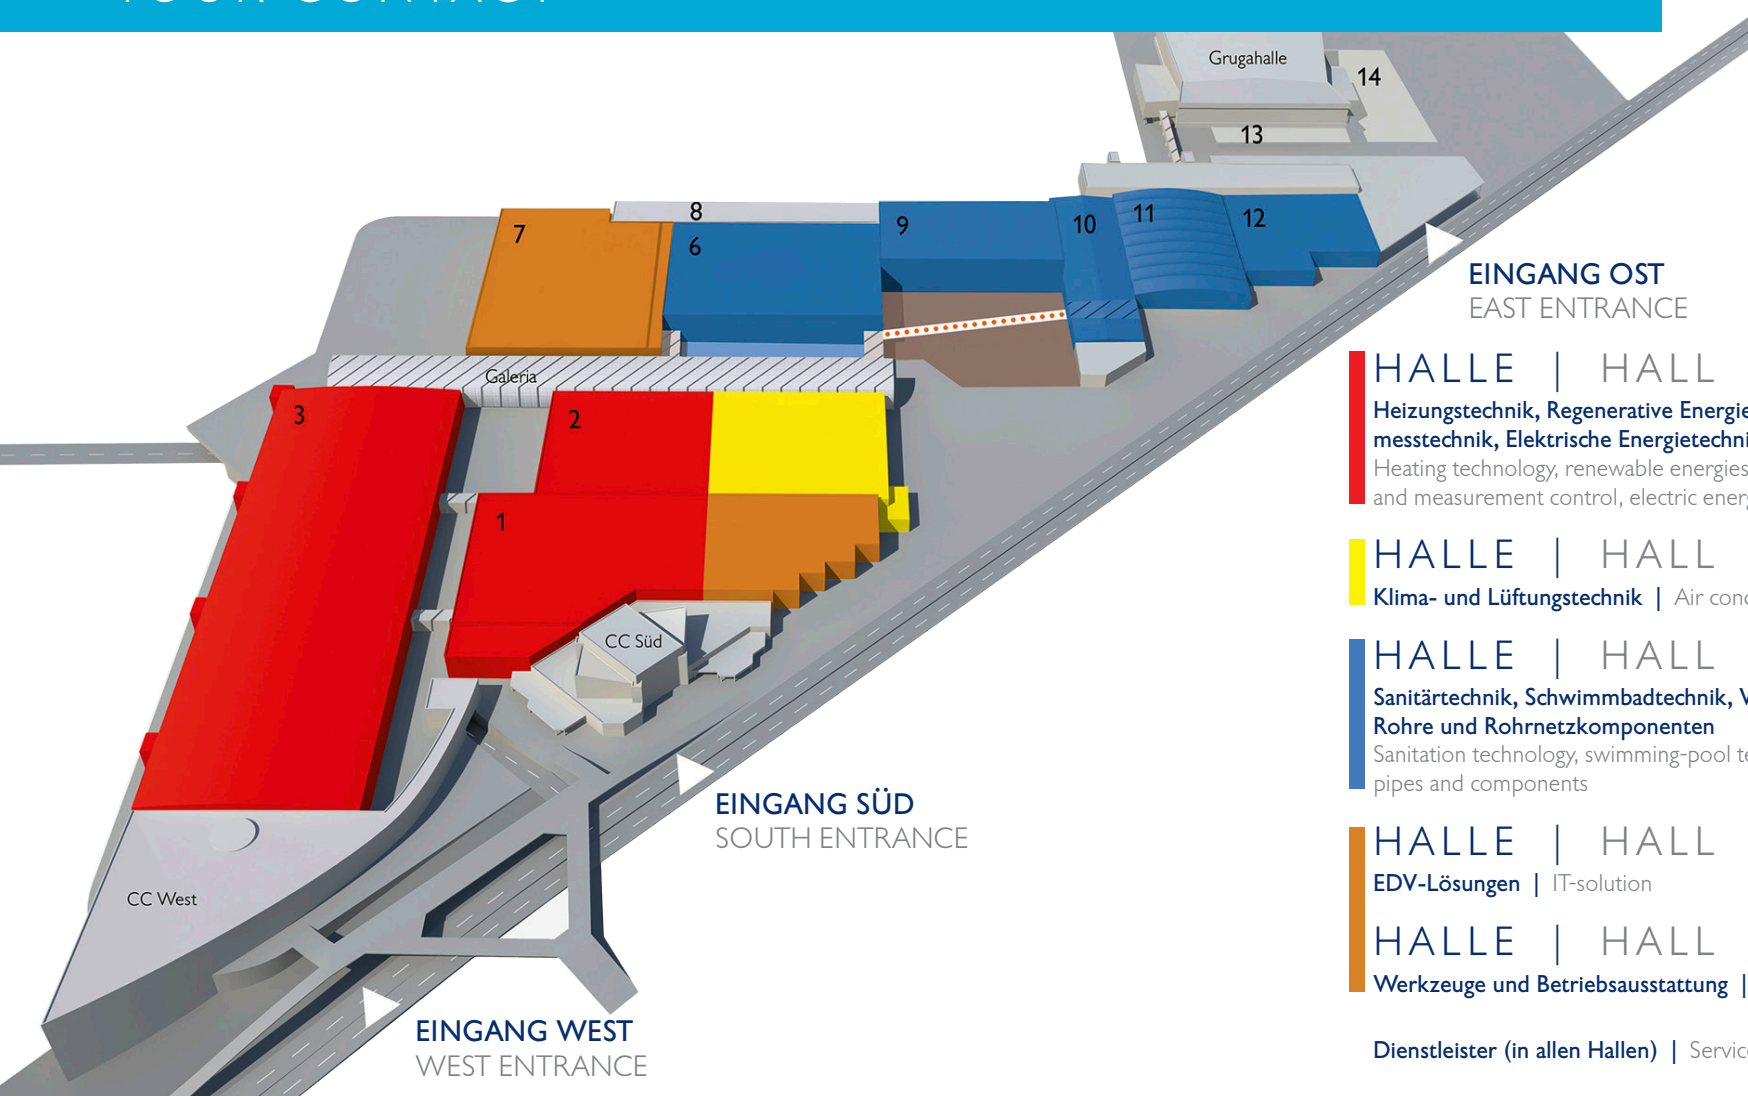 YOUR CONTACT
Grugahalle
14
13
8
7
6
9
10
11
12
EINGANG OST
EAST ENTRANCE
Galeria
3
2
1
CC Süd
CC West
EINGANG SÜD
SOUTH ENTRANCE
EINGANG WEST
WEST ENTRANCE
HALLE | HALL
Heizungstechnik, Regenerative Energie
messtechnik, Elektrische Energietechni
Heating technology, renewable energies
and measurement control, electric ener
HALLE | HALL
Klima- und Lüftungstechnik | Air cond
HALLE | HALL
Sanitärtechnik, Schwimmbadtechnik, V
Rohre und Rohrnetzkomponenten
Sanitation technology, swimming-pool te
pipes and components
HALLE | HALL
EDV-Lösungen | IT-solution
HALLE | HALL
Werkzeuge und Betriebsausstattung |
Dienstleister (in allen Hallen) | Servic